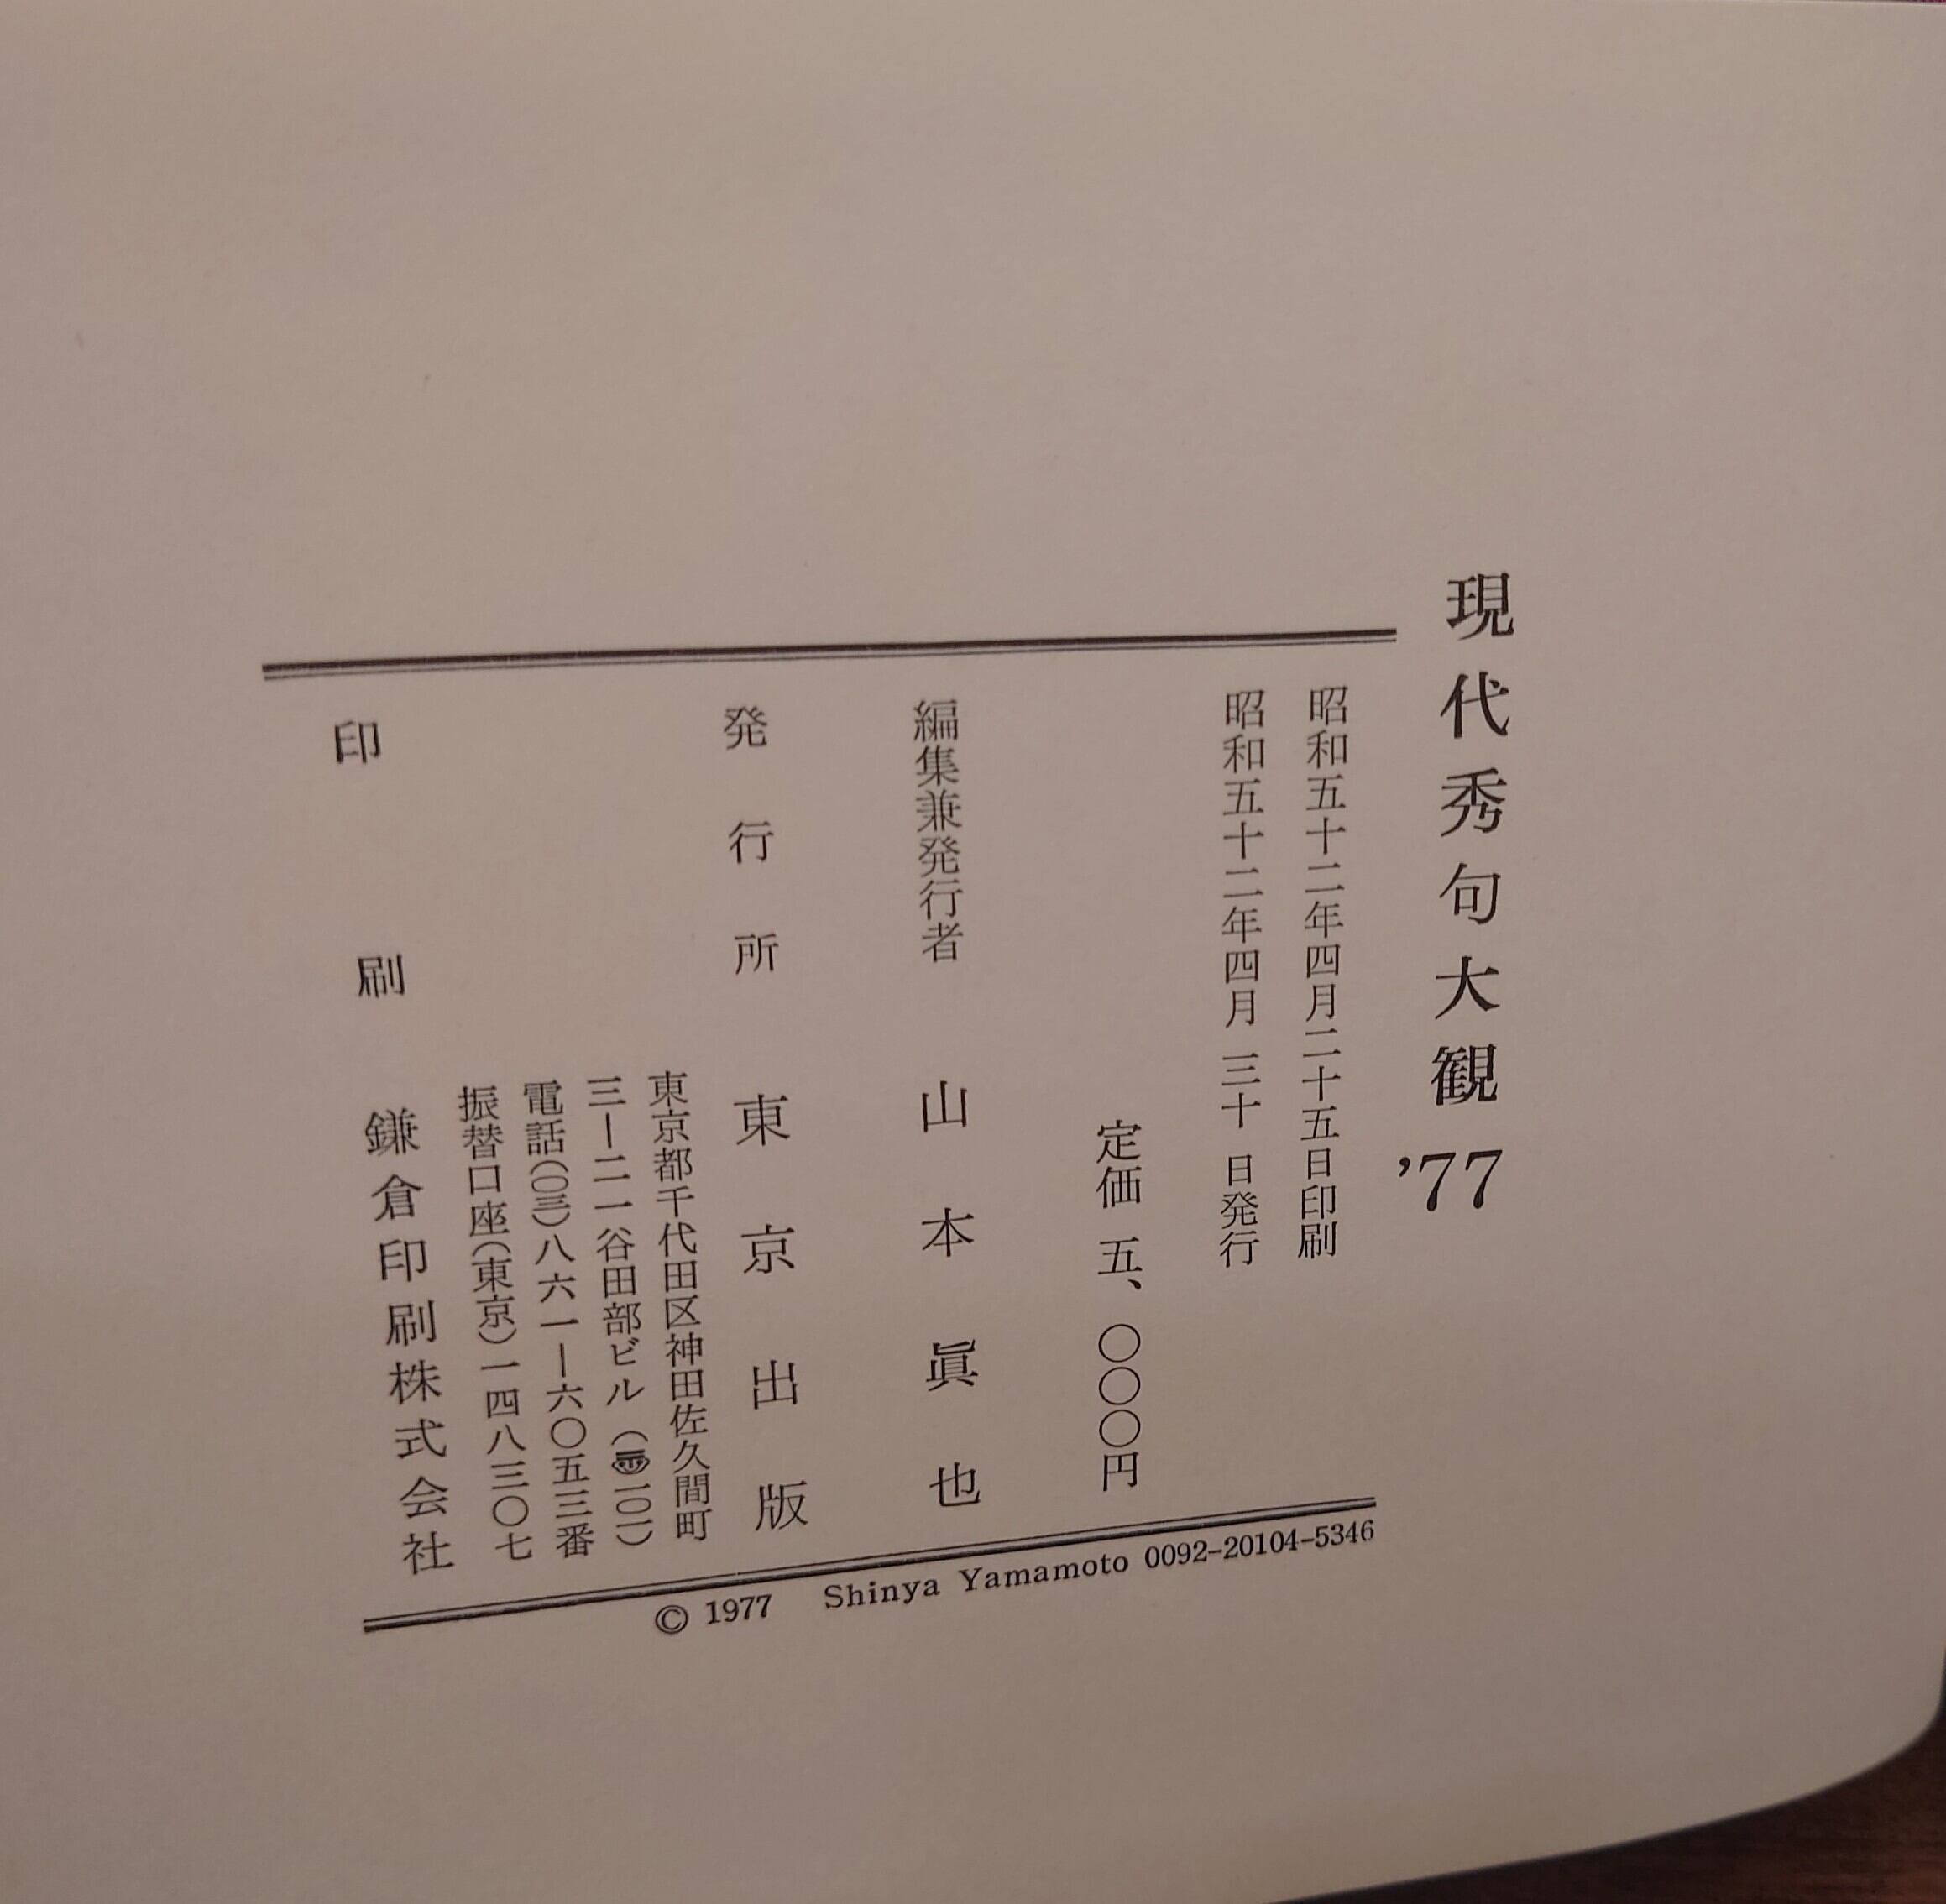 現代秀句大観 ’77
昭和五十二年四月二十五日印刷
昭和五十二年四月 三十 日発行
定価 五、〇〇〇円
編集兼発行者 山本眞也
発行所 東京出版
東京都千代田区神田佐久間町
三―二一谷田部ビル(〠一〇一)
電話(〇三)八六一―六〇五三番
振替口座(東京)一四八三〇七
印刷 鎌倉印刷株式会社
© 1977 Shinya Yamamoto 0092-20104-5346